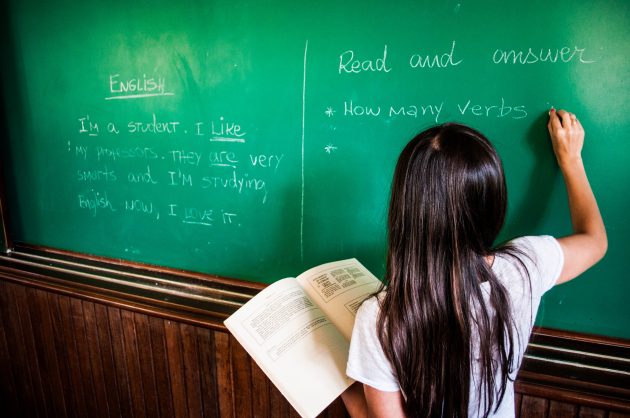 ENGLISH
I'm a student. I Like
my professors. THEY are very
smarts and I'm studying
English now, I love it.
Read and answer
* How many verbs
*